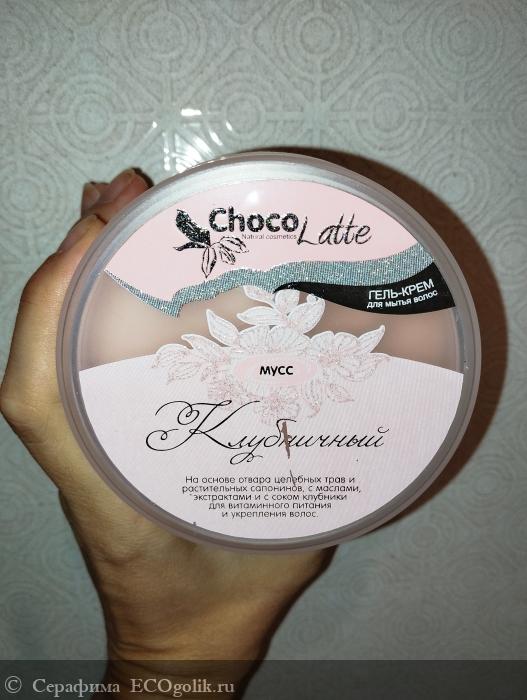 Choco Latte
Natural cosmetics
ГЕЛЬ-КРЕМ
для мытья волос
МУСС
Клубничный
На основе отвара целебных трав и
растительных сапонинов, с маслами,
экстрактами и с соком клубники
для витаминного питания
и укрепления волос.
© Серафима ECOgolik.ru